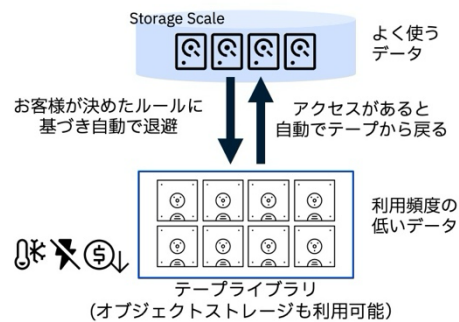 Storage Scale
よく使う
データ
お客様が決めたルールに
基づき自動で退避
アクセスがあると
自動でテープから戻る
利用頻度の
低いデータ
テープライブラリ
(オブジェクトストレージも利用可能)